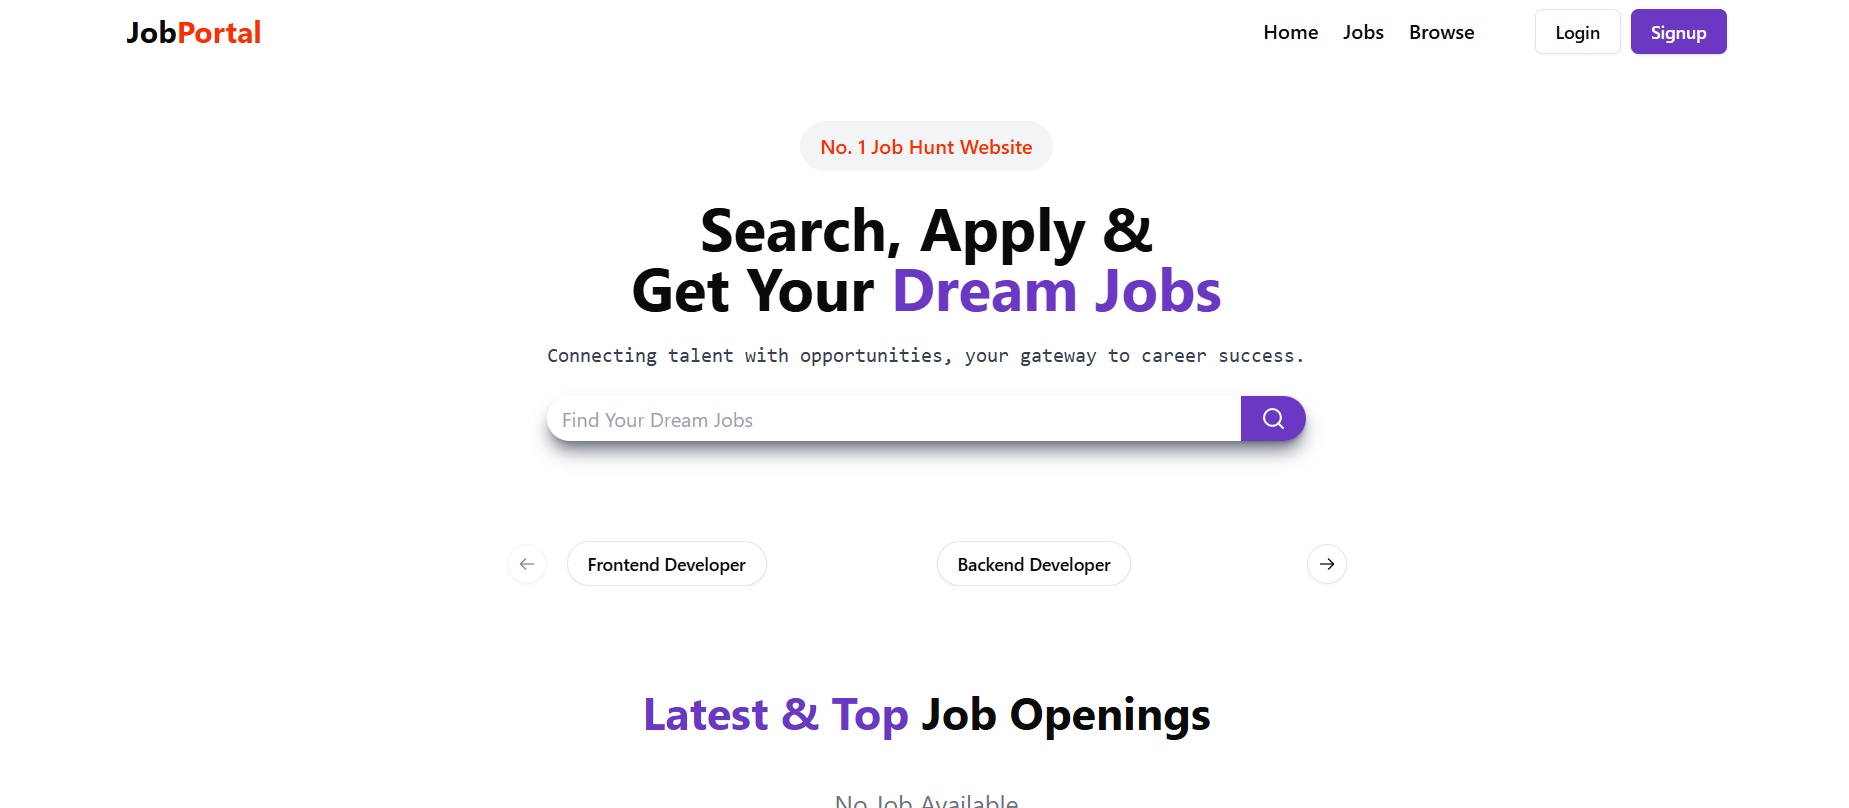 JobPortal
Home Jobs Browse Login Signup
No. 1 Job Hunt Website
Search, Apply &
Get Your Dream Jobs
Connecting talent with opportunities, your gateway to career success.
Find Your Dream Jobs
Frontend Developer Backend Developer
Latest & Top Job Openings
No Job Available